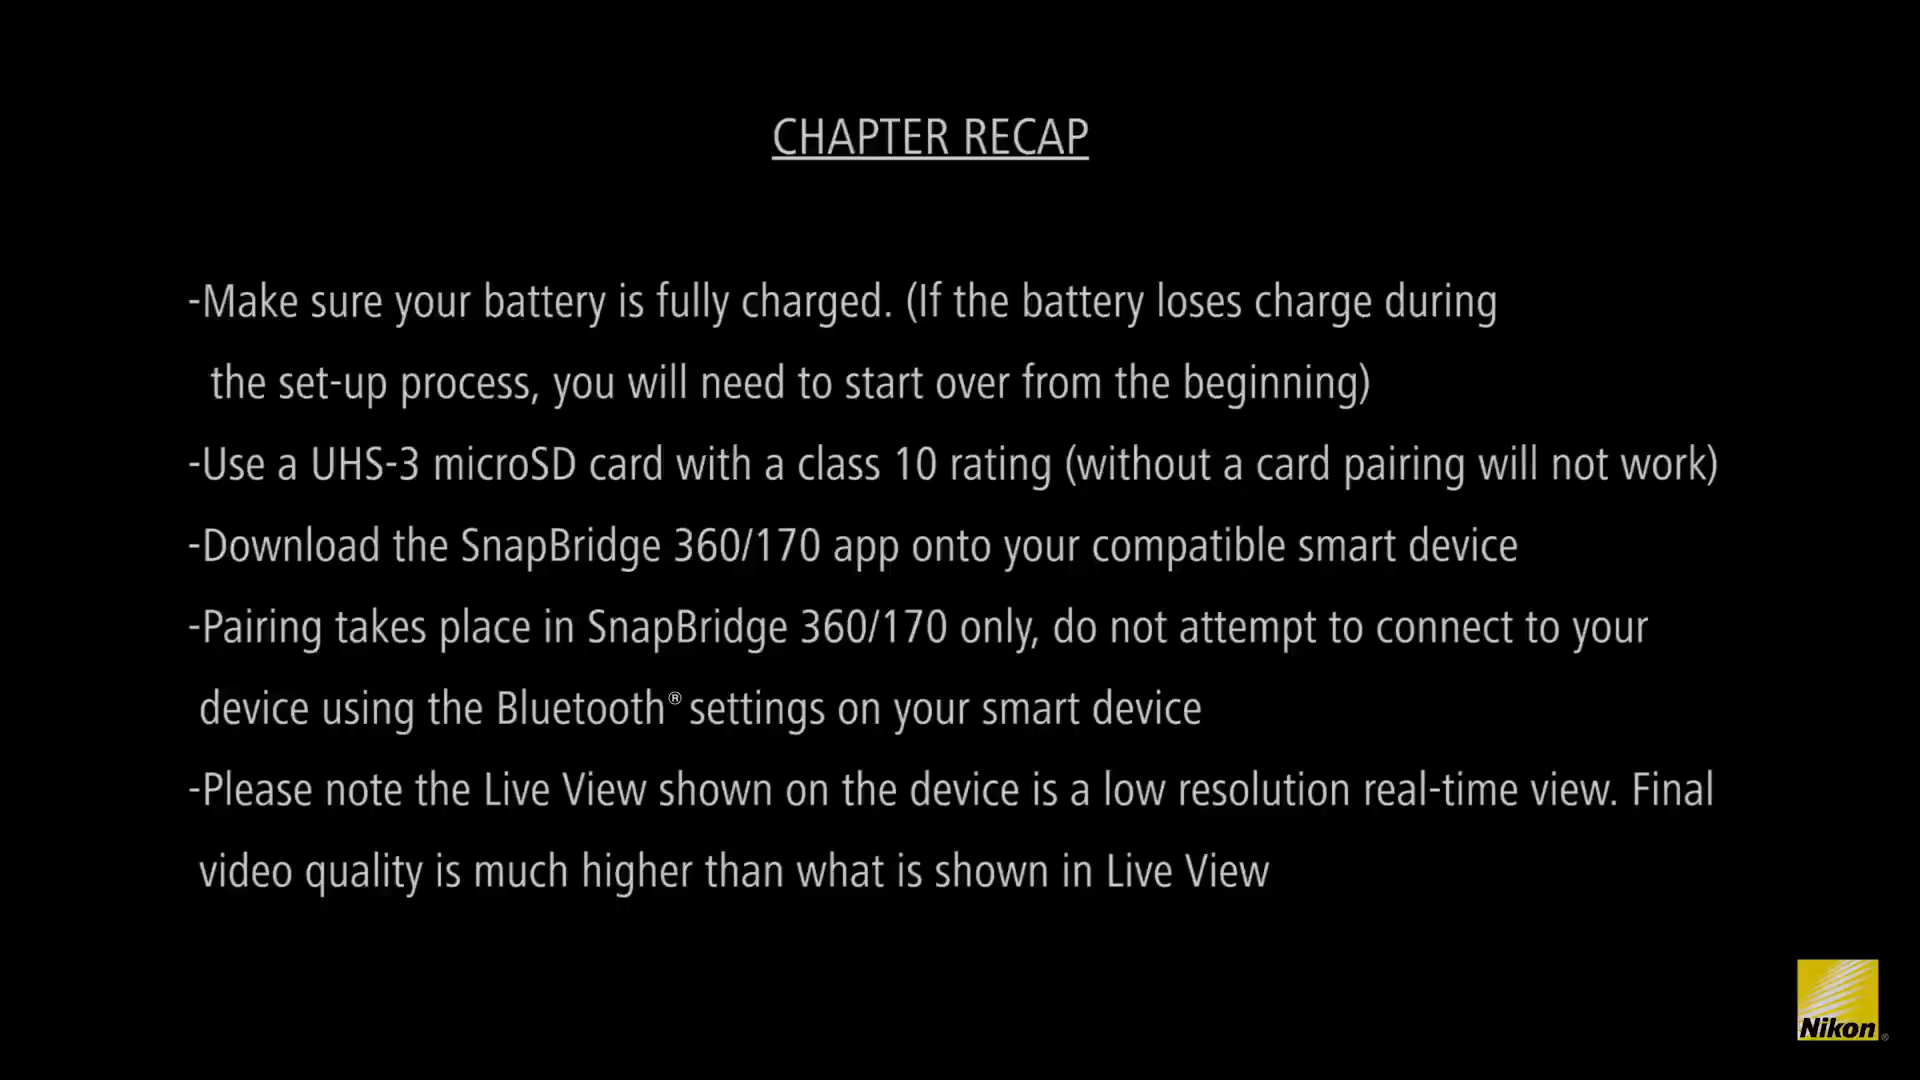 CHAPTER RECAP
-Make sure your battery is fully charged. (If the battery loses charge during
the set-up process, you will need to start over from the beginning)
-Use a UHS-3 microSD card with a class 10 rating (without a card pairing will not work)
-Download the SnapBridge 360/170 app onto your compatible smart device
-Pairing takes place in SnapBridge 360/170 only, do not attempt to connect to your
device using the Bluetooth® settings on your smart device
-Please note the Live View shown on the device is a low resolution real-time view. Final
video quality is much higher than what is shown in Live View
Nikon®